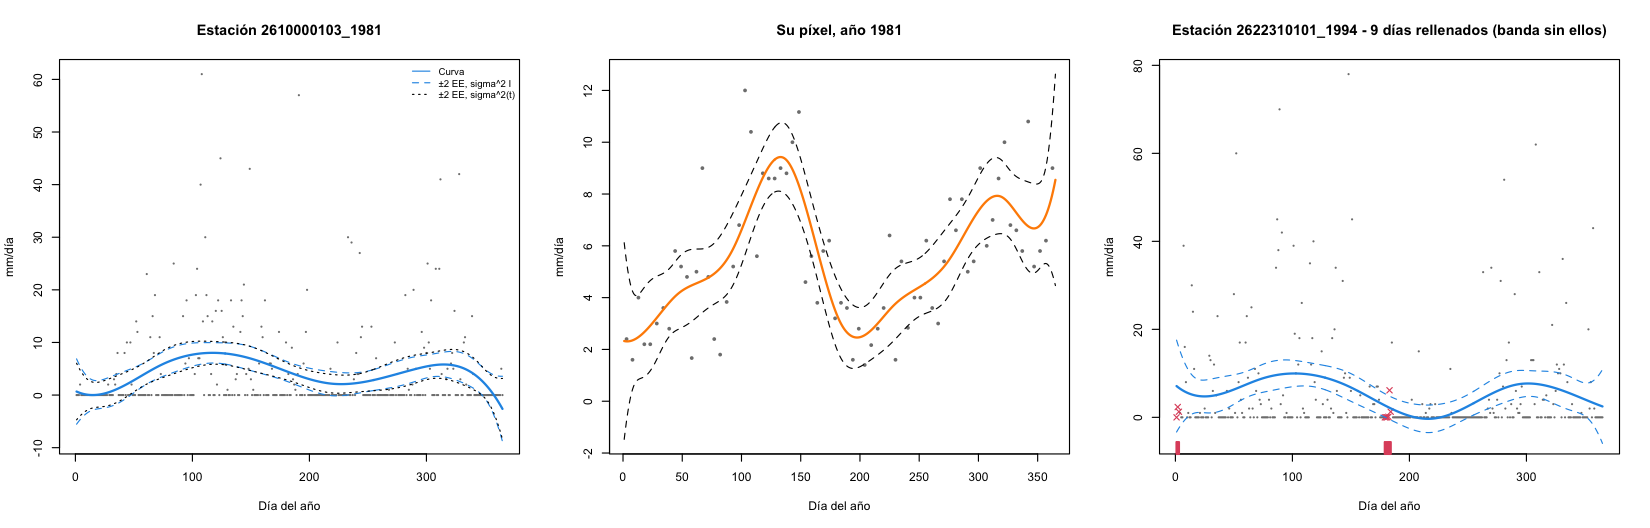 Estación 2610000103_1981
mm/día
60
50
40
30
20
10
0
-10
Curva
±2 EE, sigma^2 I
±2 EE, sigma^2(t)
0 100 200 300
Día del año
Su píxel, año 1981
mm/día
12
10
8
6
4
2
0
-2
0 50 100 150 200 250 300 350
Día del año
Estación 2622310101_1994 - 9 días rellenados (banda sin ellos)
mm/día
80
60
40
20
0
0 100 200 300
Día del año